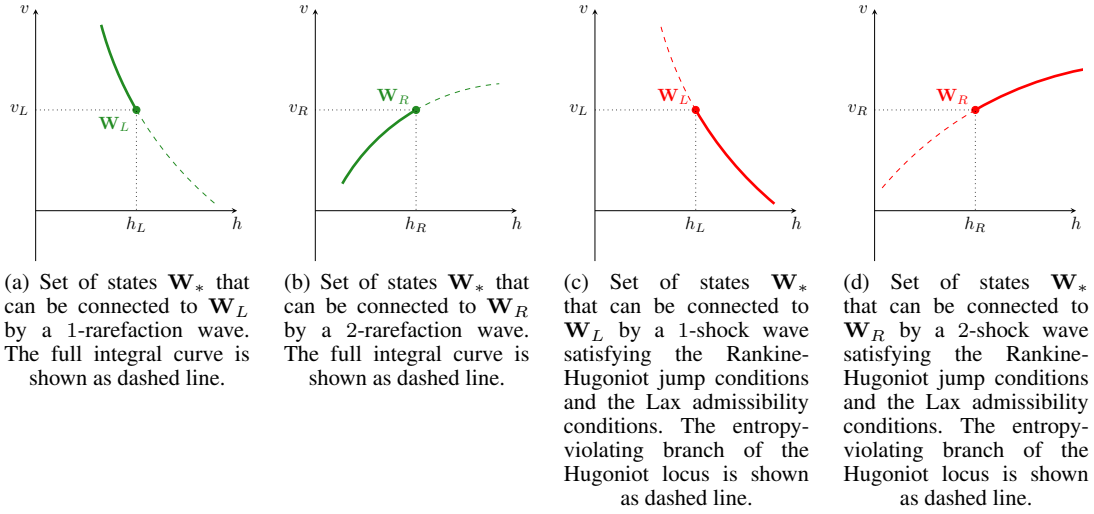 v
v_L
W_L
h_L
h
(a) Set of states W_* that
can be connected to W_L
by a 1-rarefaction wave.
The full integral curve is
shown as dashed line.
v
v_R
W_R
h_R
h
(b) Set of states W_* that
can be connected to W_R
by a 2-rarefaction wave.
The full integral curve is
shown as dashed line.
v
v_L
W_L
h_L
h
(c) Set of states W_*
that can be connected to
W_L by a 1-shock wave
satisfying the Rankine-
Hugoniot jump conditions
and the Lax admissibility
conditions. The entropy-
violating branch of the
Hugoniot locus is shown
as dashed line.
v
v_R
W_R
h_R
h
(d) Set of states W_*
that can be connected to
W_R by a 2-shock wave
satisfying the Rankine-
Hugoniot jump conditions
and the Lax admissibility
conditions. The entropy-
violating branch of the
Hugoniot locus is shown
as dashed line.